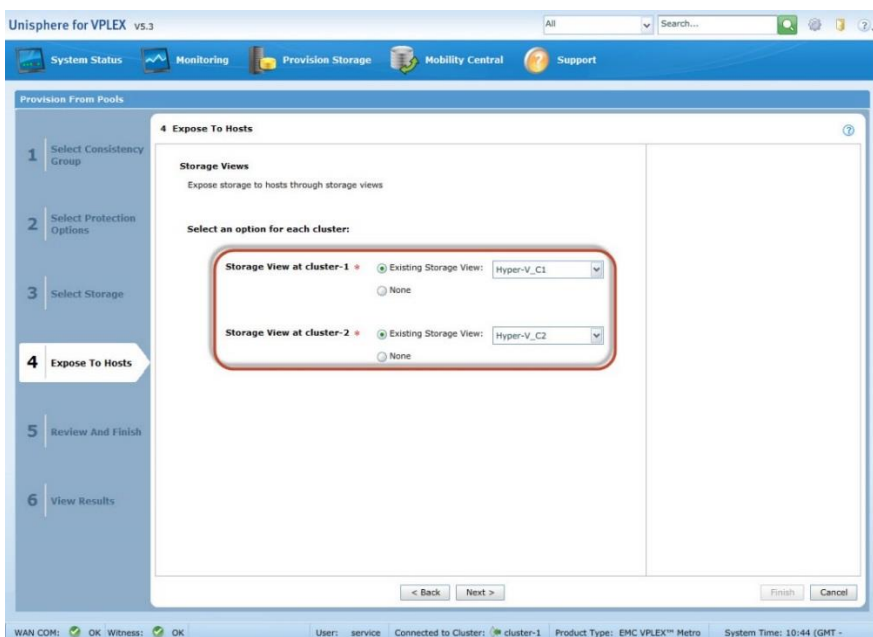 Unisphere for VPLEX v5.3
All
Search...
System Status
Monitoring
Provision Storage
Mobility Central
Support
Provision From Pools
1 Select Consistency
Group
2 Select Protection
Options
3 Select Storage
4 Expose To Hosts
5 Review And Finish
6 View Results
4 Expose To Hosts
Storage Views
Expose storage to hosts through storage views
Select an option for each cluster:
Storage View at cluster-1 * Existing Storage View: Hyper-V_C1
None
Storage View at cluster-2 * Existing Storage View: Hyper-V_C2
None
< Back Next > Finish Cancel
WAN COM: OK Witness: OK User: service Connected to Cluster: cluster-1 Product Type: EMC VPLEX™ Metro System Time: 10:44 (GMT -